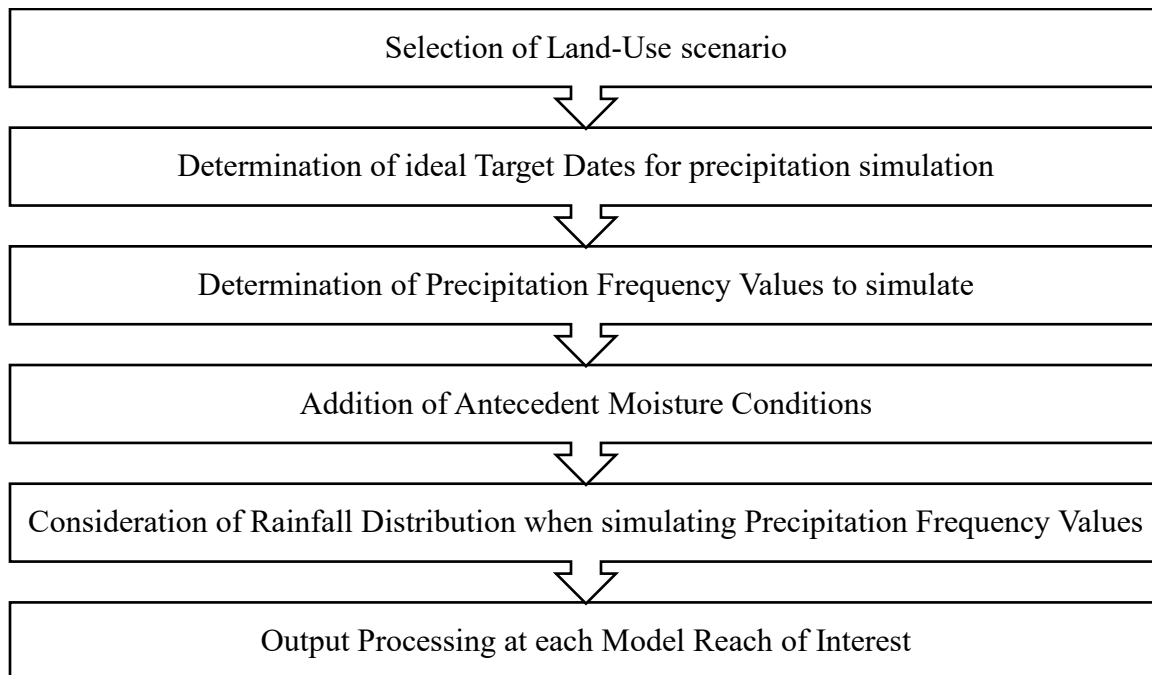 Selection of Land-Use scenario
Determination of ideal Target Dates for precipitation simulation
Determination of Precipitation Frequency Values to simulate
Addition of Antecedent Moisture Conditions
Consideration of Rainfall Distribution when simulating Precipitation Frequency Values
Output Processing at each Model Reach of Interest